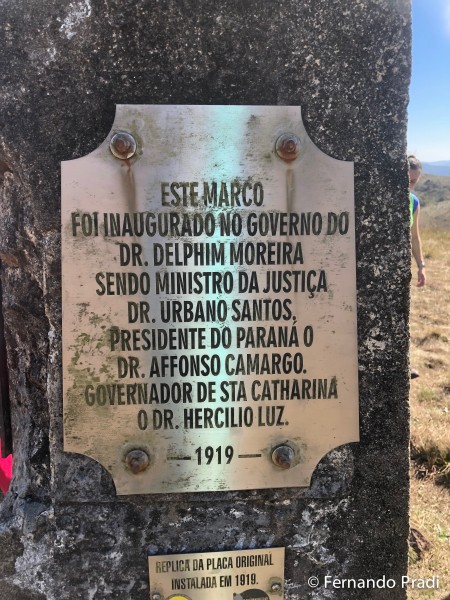 ESTE MARCO
FOI INAUGURADO NO GOVERNO DO
DR. DELPHIM MOREIRA
SENDO MINISTRO DA JUSTIÇA
DR. URBANO SANTOS,
PRESIDENTE DO PARANÁ O
DR. AFFONSO CAMARGO.
GOVERNADOR DE STA CATHARINA
O DR. HERCILIO LUZ.
— 1919 —
REPLICA DA PLACA ORIGINAL
INSTALADA EM 1919.
© Fernando Pradi